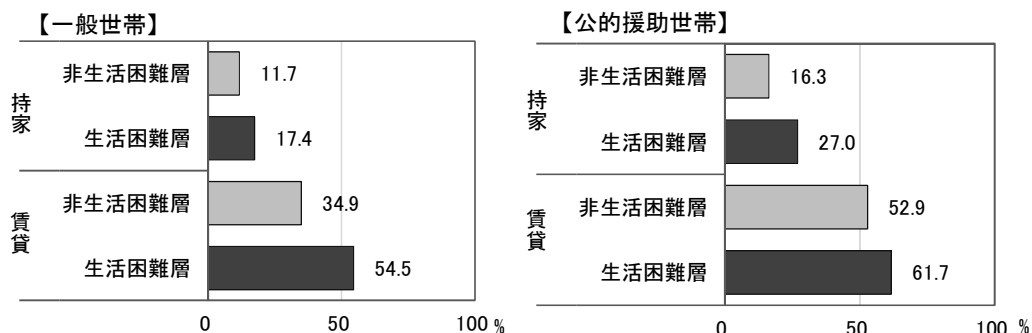 【一般世帯】
持家
非生活困難層 11.7
生活困難層 17.4
賃貸
非生活困難層 34.9
生活困難層 54.5
0 50 100 %
【公的援助世帯】
持家
非生活困難層 16.3
生活困難層 27.0
賃貸
非生活困難層 52.9
生活困難層 61.7
0 50 100 %